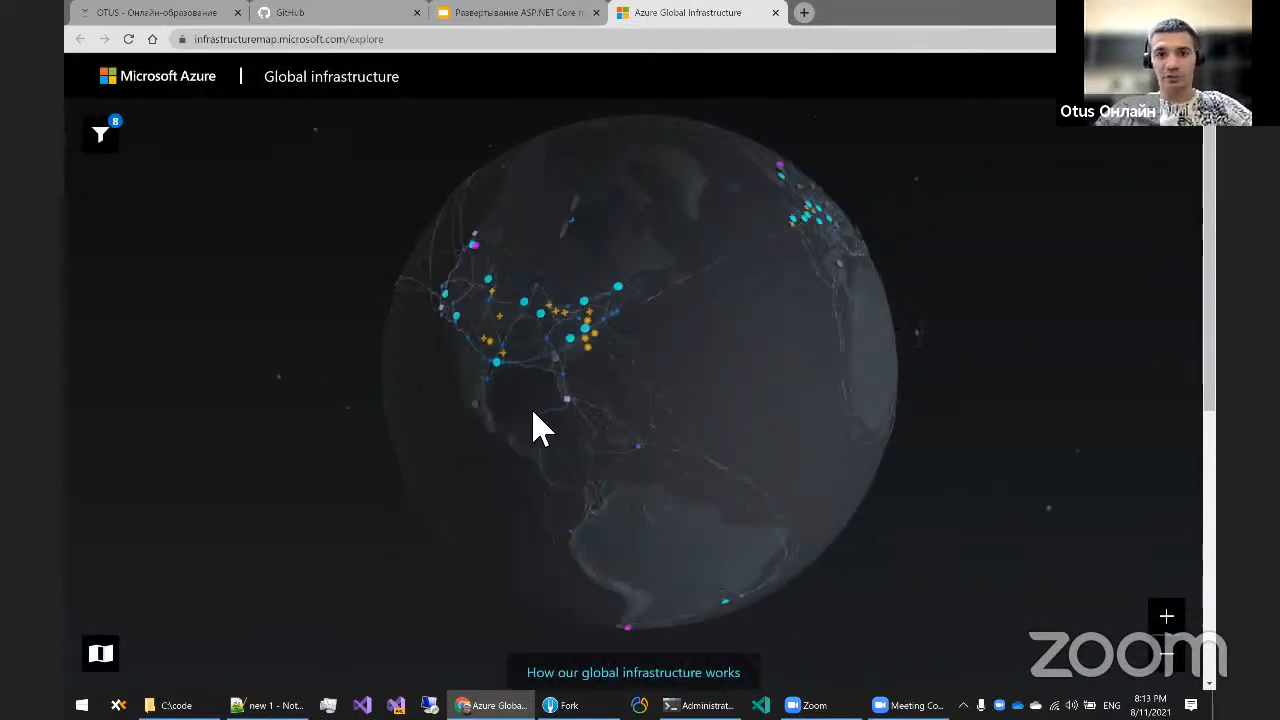 OTUS - Онлайн-образование
GitHub
Развертывание ASP.NET Core п
Azure Global Infrastructure
infrastructuremap.microsoft.com/explore
Microsoft Azure
Global infrastructure
8
Otus Онлайн
How our global infrastructure works
zoom
C:\code
new 1 - Not
Azure Globa...
Fork
Administrat...
Zoom
Meeting Co...
ENG
8:13 PM
8/11/2021